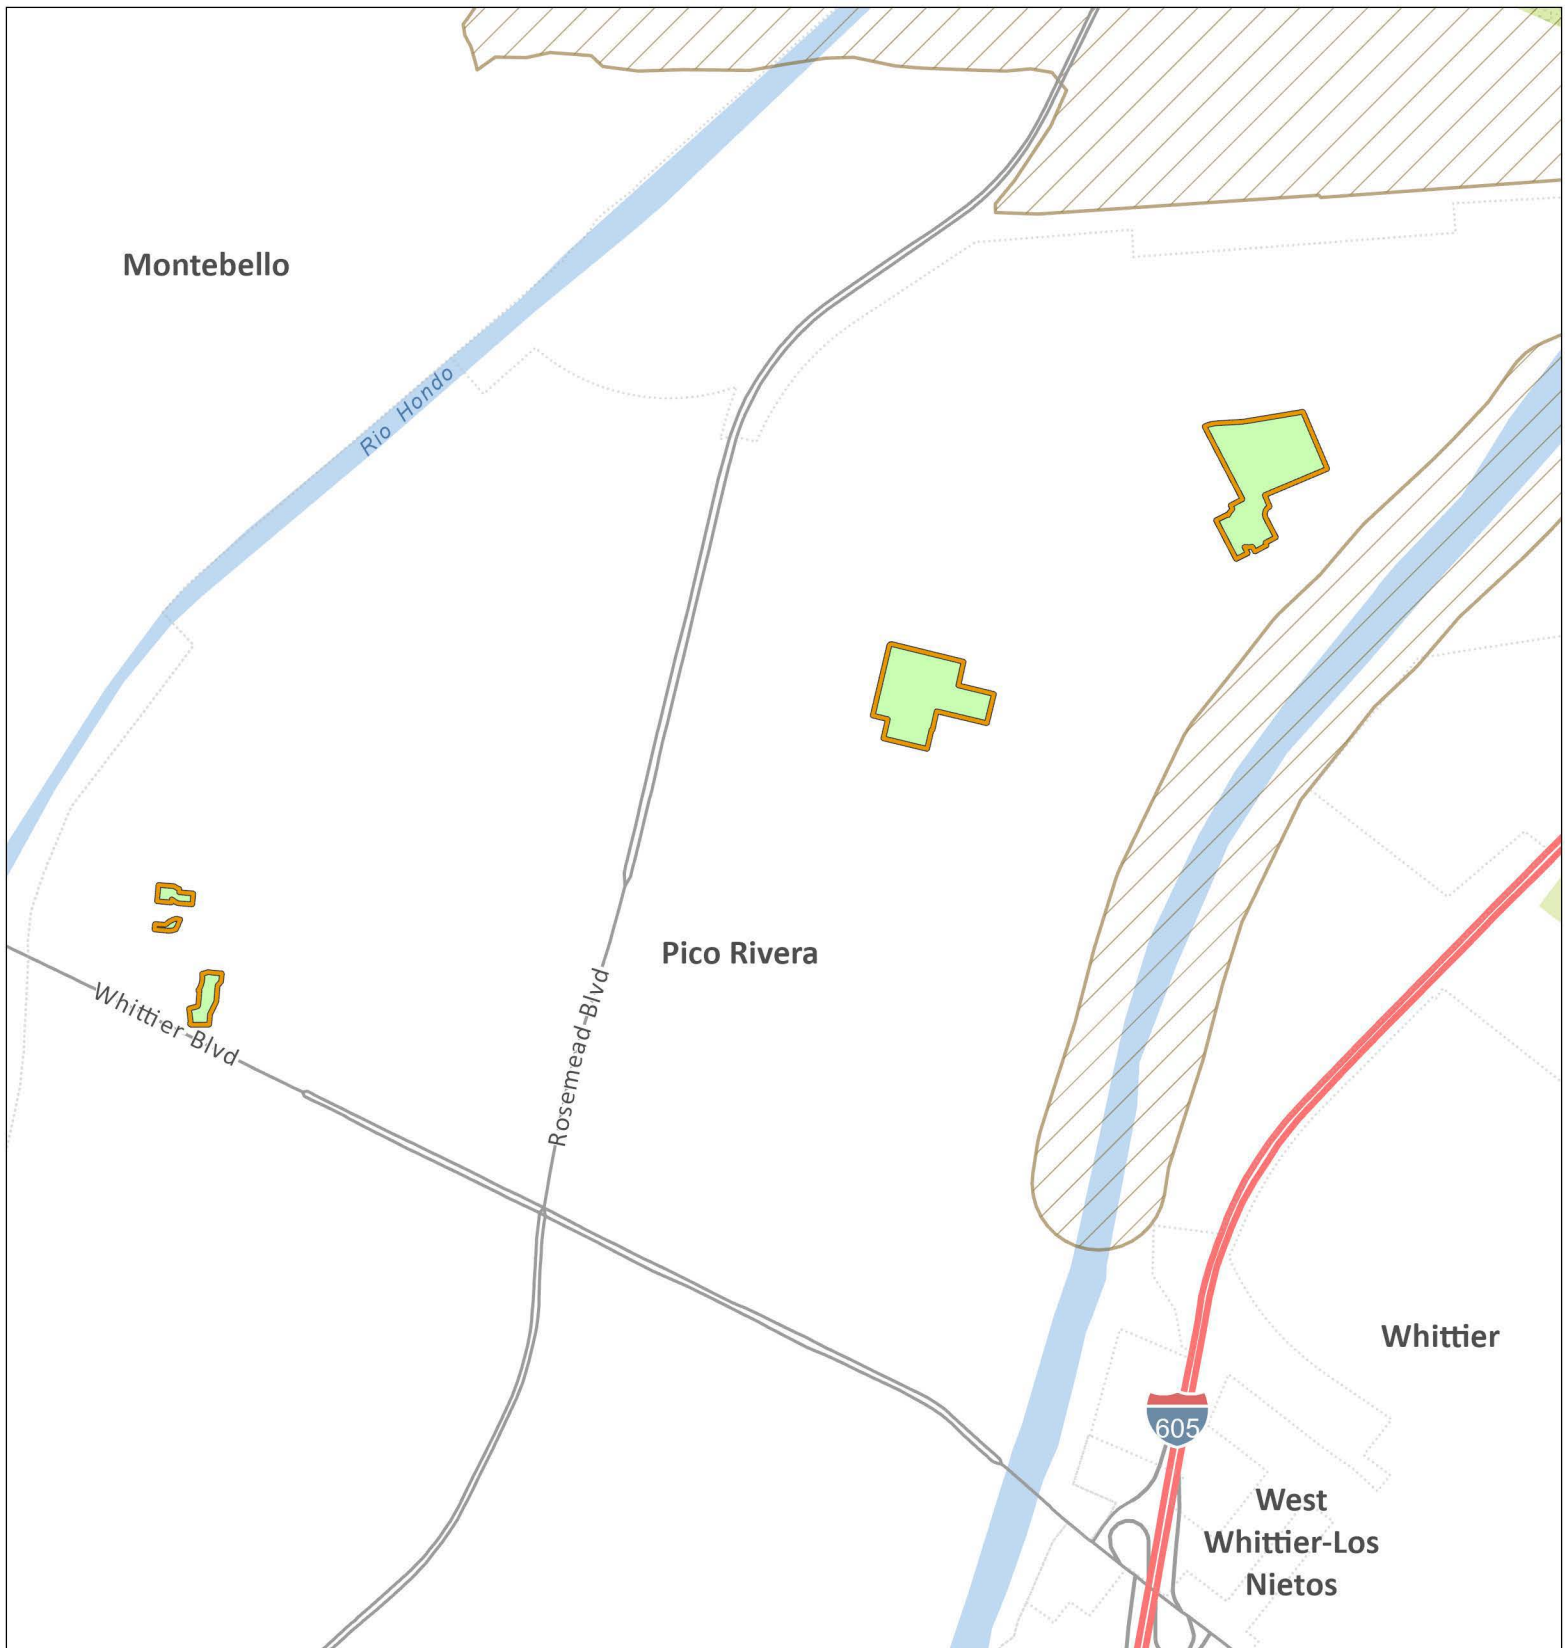 Montebello
Rio Hondo
Pico Rivera
Whittier Blvd
Rosemead Blvd
Whittier
605
West
Whittier-Los
Nietos